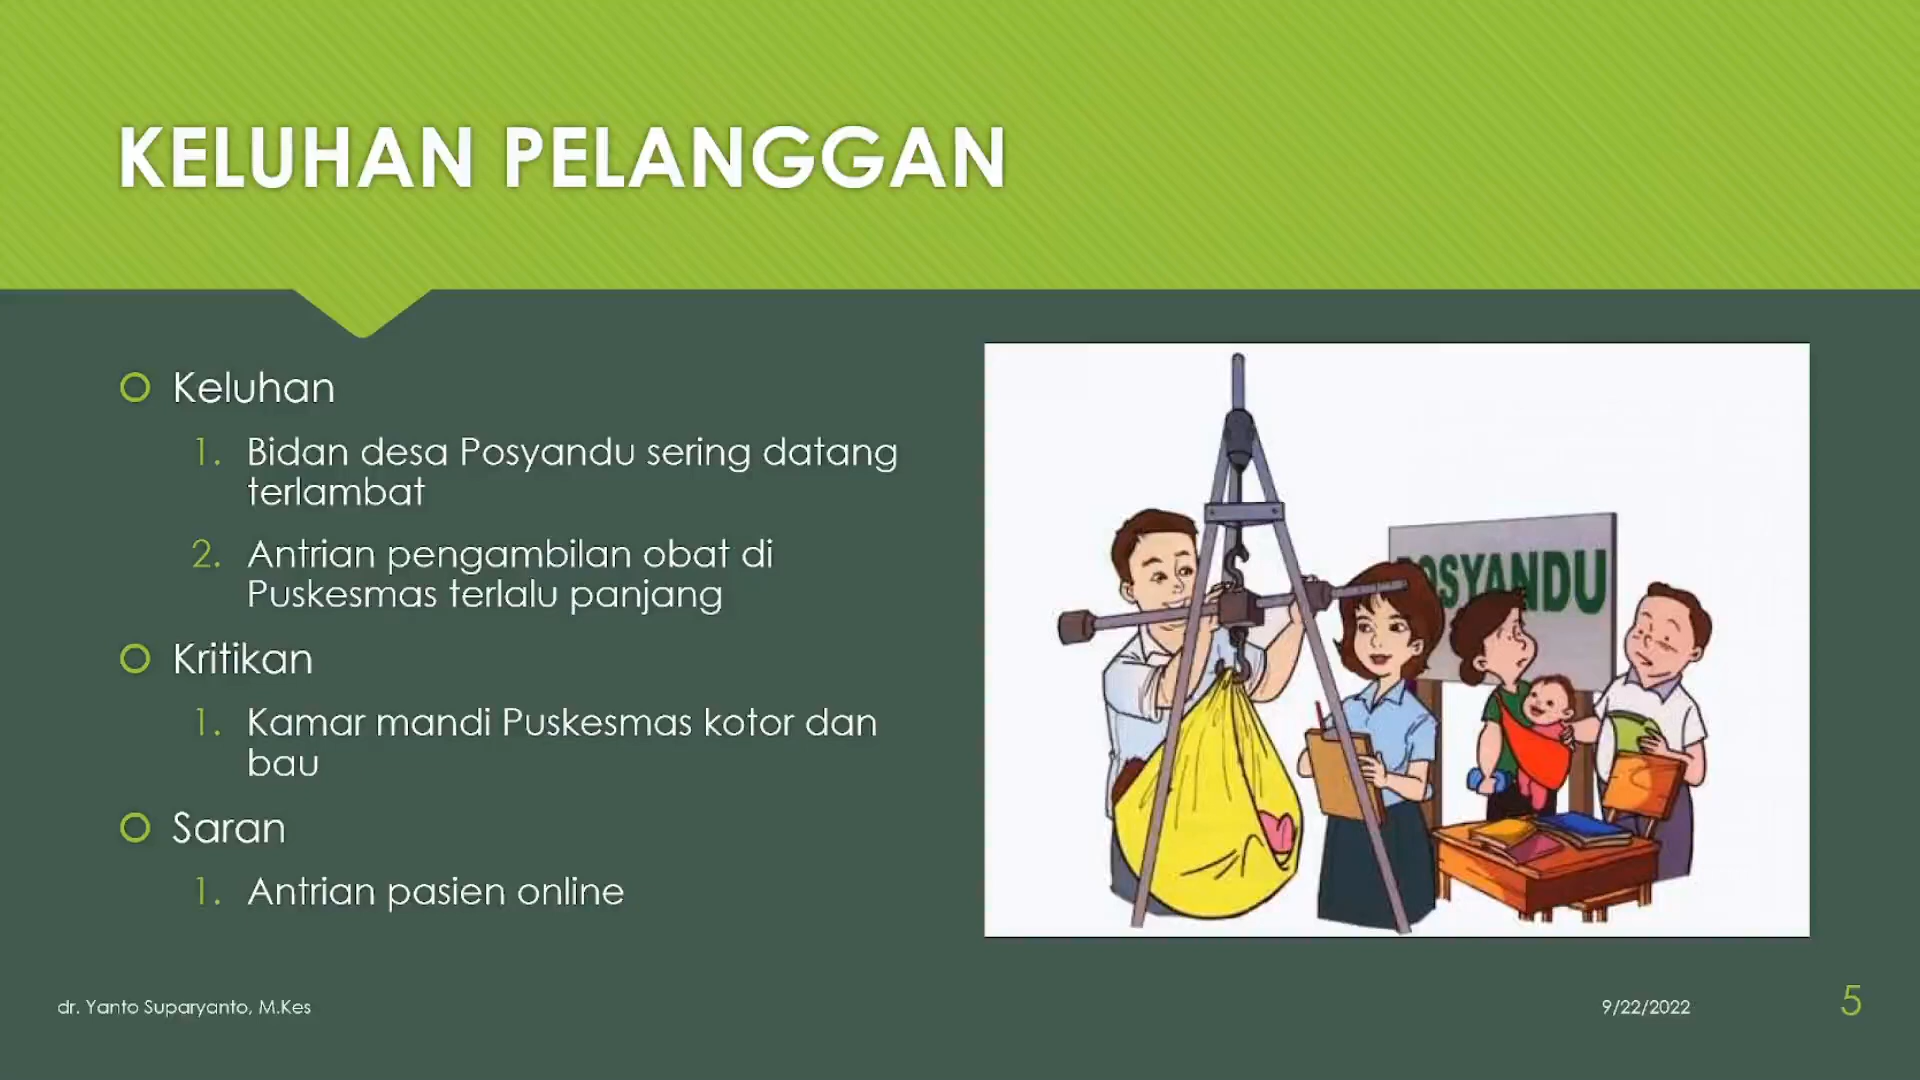 KELUHAN PELANGGAN
Keluhan
1. Bidan desa Posyandu sering datang
terlambat
2. Antrian pengambilan obat di
Puskesmas terlalu panjang
Kritikan
1. Kamar mandi Puskesmas kotor dan
bau
Saran
1. Antrian pasien online
POSYANDU
dr. Yanto Suparyanto, M.Kes
9/22/2022
5